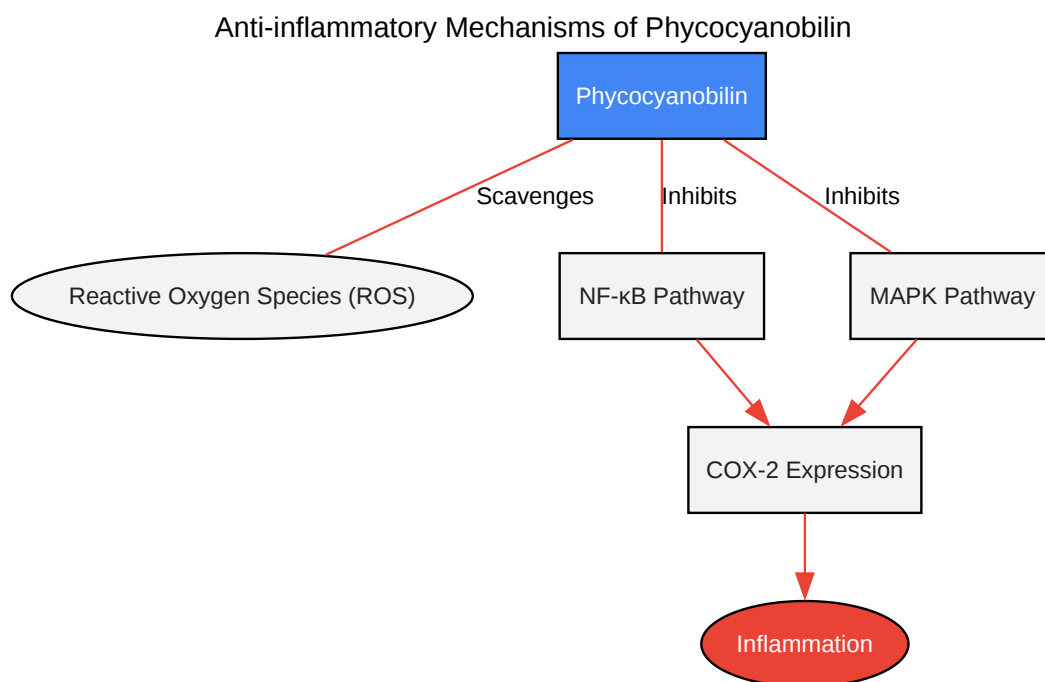 Anti-inflammatory Mechanisms of Phycocyanobilin
Phycocyanobilin
Scavenges
Inhibits
Inhibits
Reactive Oxygen Species (ROS)
NF-κB Pathway
MAPK Pathway
COX-2 Expression
Inflammation